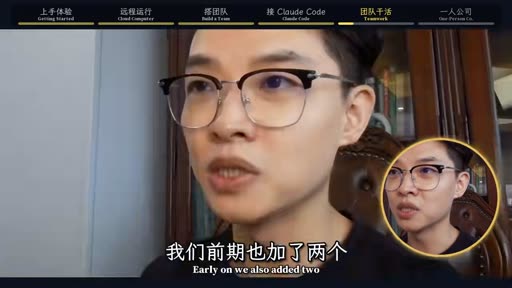 上手体验
Getting Started
远程运行
Cloud Computer
搭团队
Build a Team
接 Claude Code
Claude Code
团队干活
Teamwork
一人公司
One-Person Co.
我们前期也加了两个
Early on we also added two